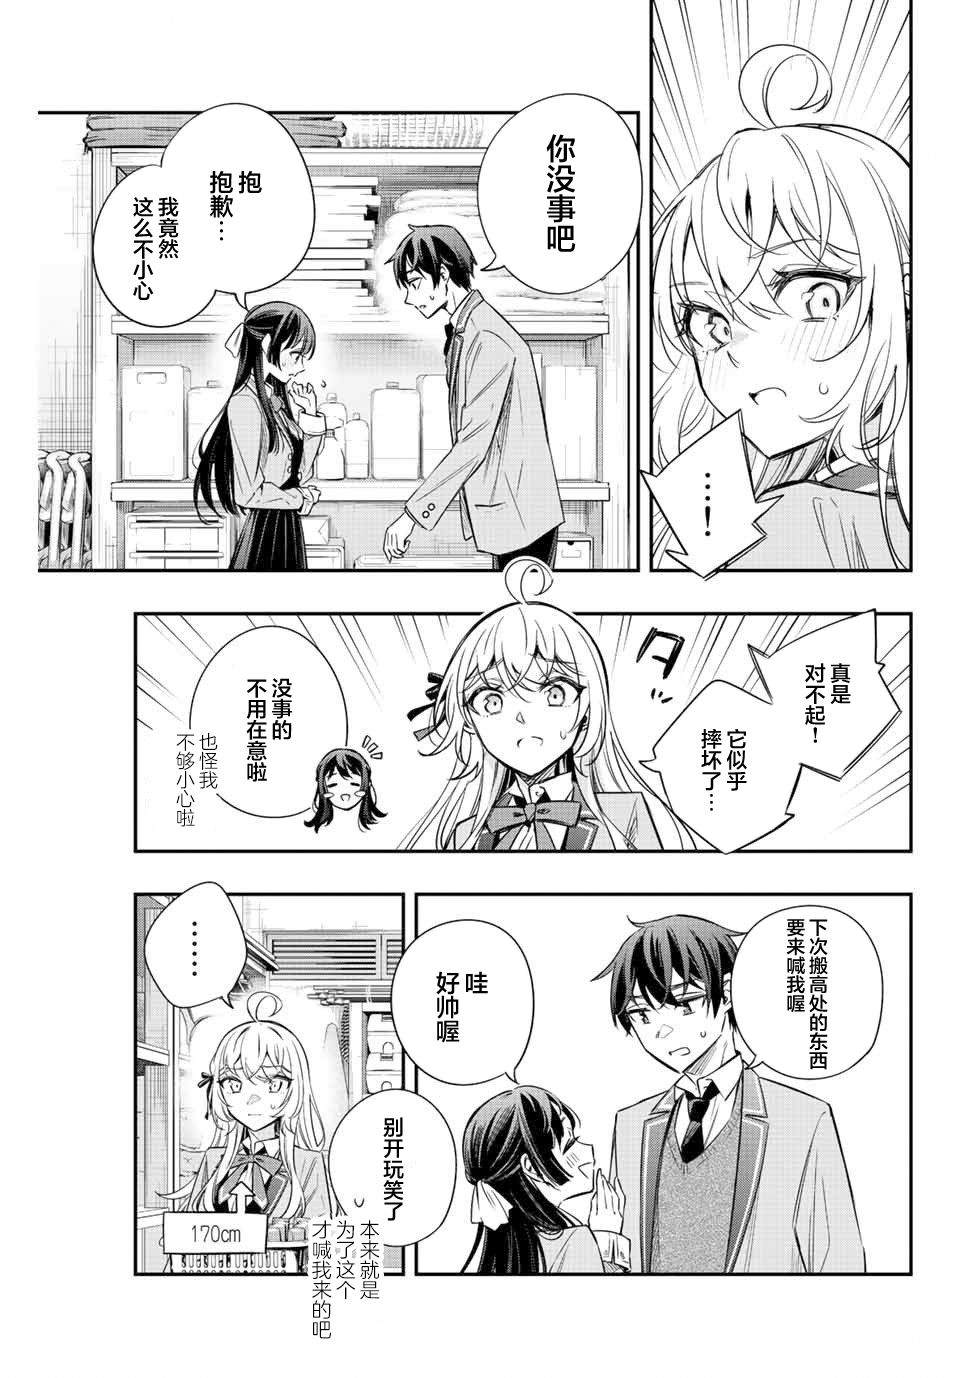 ……！
你没事吧
抱
抱歉…
我竟然
这么不小心
真是
对不起！
它似乎
摔坏了…
没事的
不用在意啦
也怪我
不够小心啦
下次搬高处的东西
要来喊我喔
哇
好帅喔
别开玩笑了
本来就是
为了这个
才喊我来的吧
……
170cm